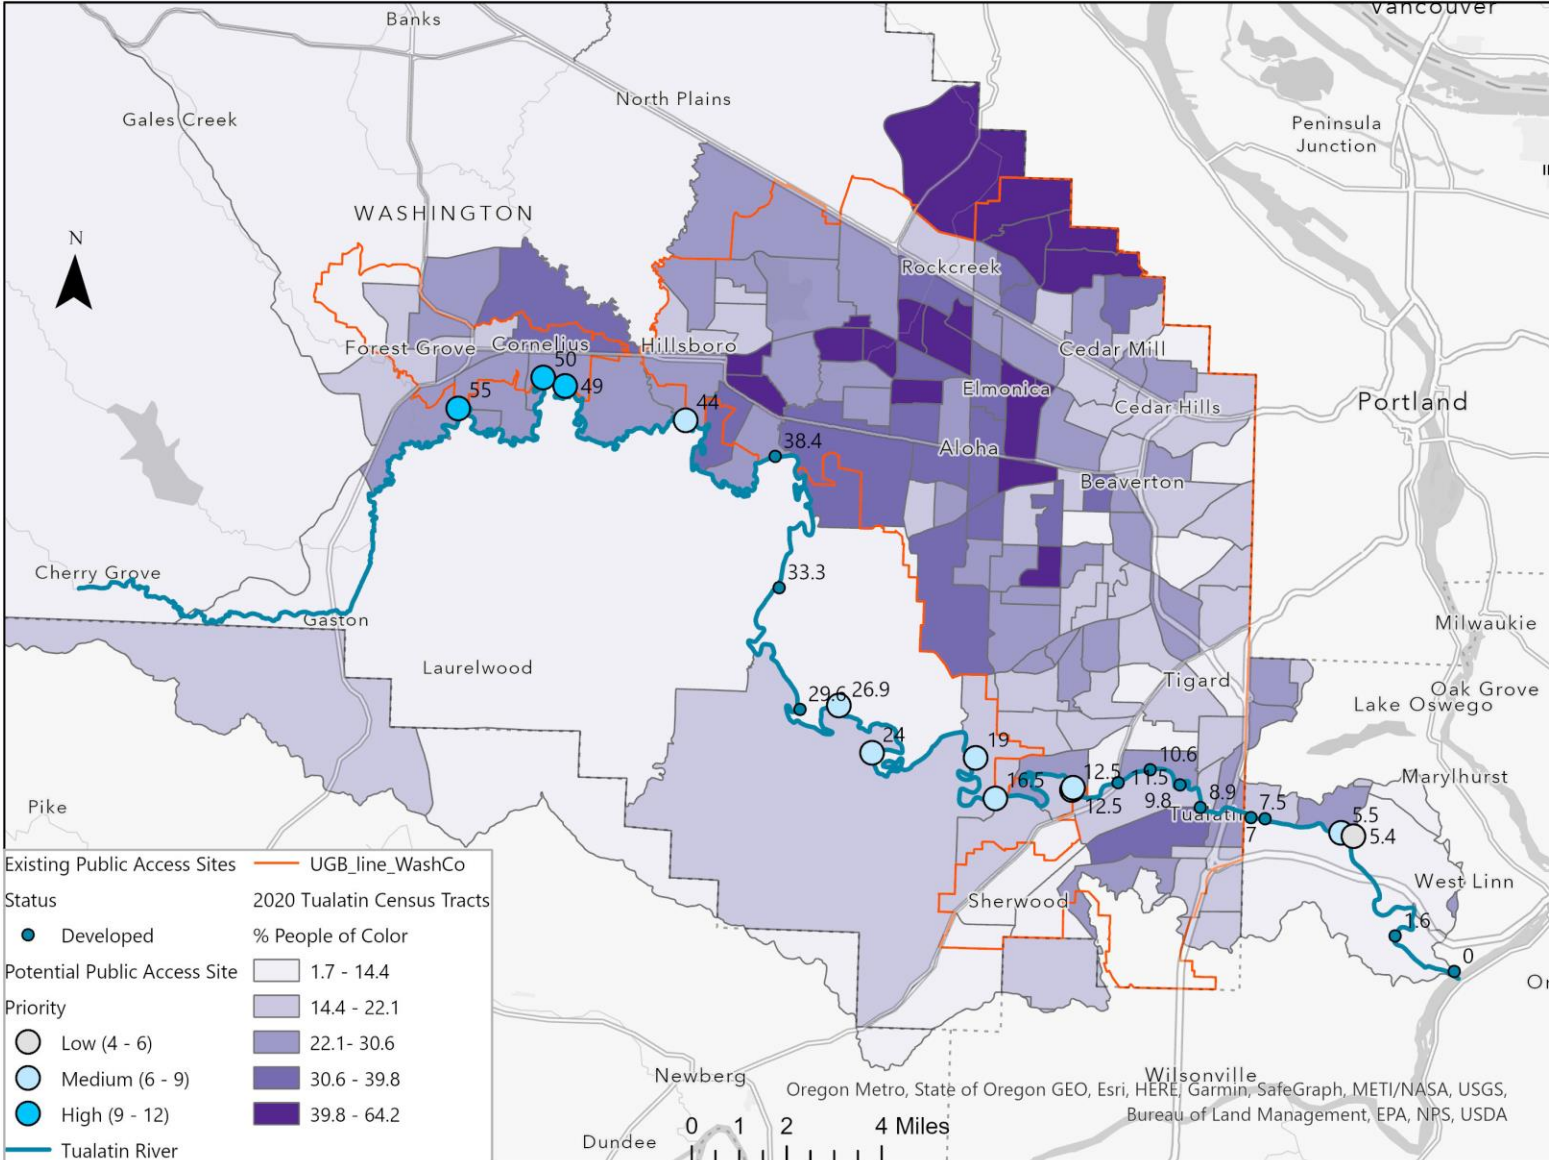 Banks
Vancouver
North Plains
Gales Creek
Peninsula
Junction
WASHINGTON
N
Rockcreek
Forest Grove
Cornelius
Hillsboro
Cedar Mill
50
55
49
Elmonica
44
Cedar Hills
Portland
38.4
Aloha
Beaverton
Cherry Grove
33.3
Gaston
Milwaukie
Laurelwood
Tigard
29.6
26.9
Oak Grove
Lake Oswego
24
19
10.6
16.5
12.5
11.5
Marylhurst
12.5
9.8
8.9
7.5
Pike
Tualatin
7
5.5
5.4
West Linn
Sherwood
1.6
0
Existing Public Access Sites
Status
Developed
Potential Public Access Site
Priority
Low (4 - 6)
Medium (6 - 9)
High (9 - 12)
Tualatin River
UGB_line_WashCo
2020 Tualatin Census Tracts
% People of Color
1.7 - 14.4
14.4 - 22.1
22.1- 30.6
30.6 - 39.8
39.8 - 64.2
Newberg
Wilsonville
Oregon Metro, State of Oregon GEO, Esri, HERE, Garmin, SafeGraph, METI/NASA, USGS,
Bureau of Land Management, EPA, NPS, USDA
Dundee
0 1 2 4 Miles